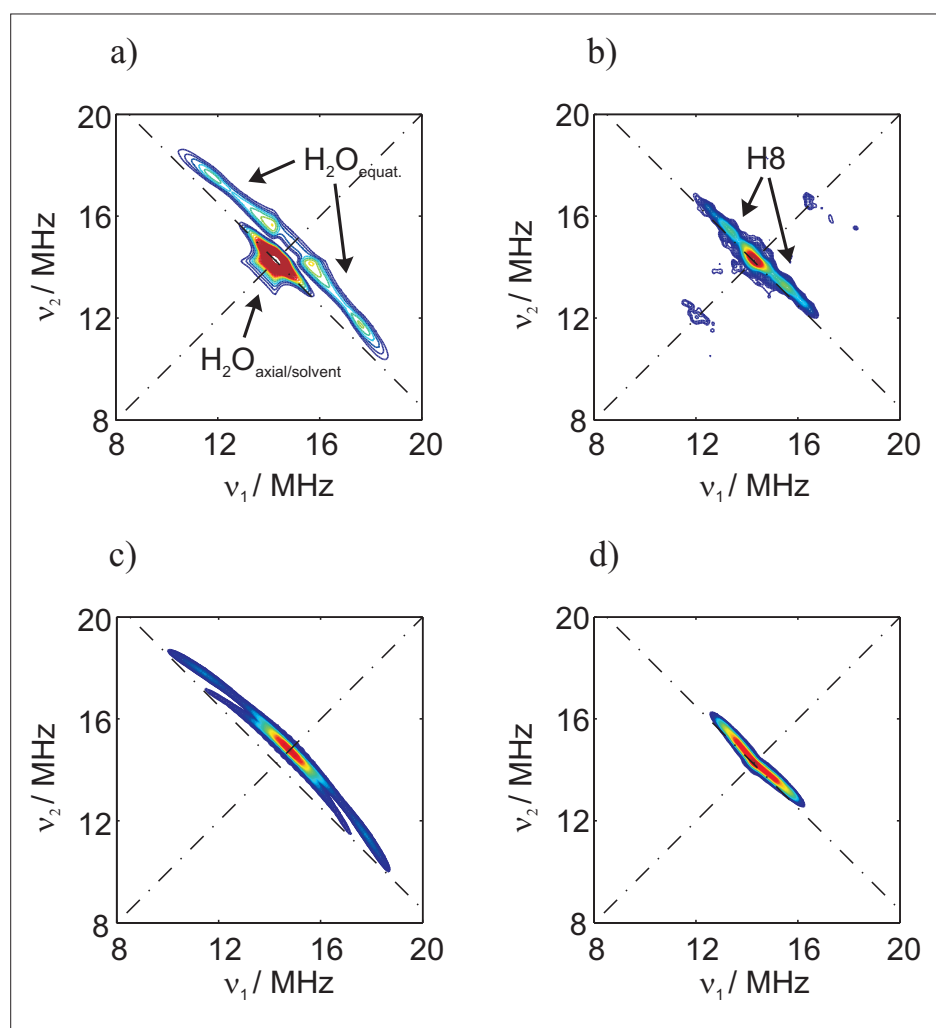 a)
20
16
12
8
8 12 16 20
ν₂ / MHz
ν₁ / MHz
H₂Oequat.
H₂Oaxial/solvent
b)
20
16
12
8
8 12 16 20
ν₂ / MHz
ν₁ / MHz
H8
c)
20
16
12
8
8 12 16 20
ν₂ / MHz
ν₁ / MHz
d)
20
16
12
8
8 12 16 20
ν₂ / MHz
ν₁ / MHz